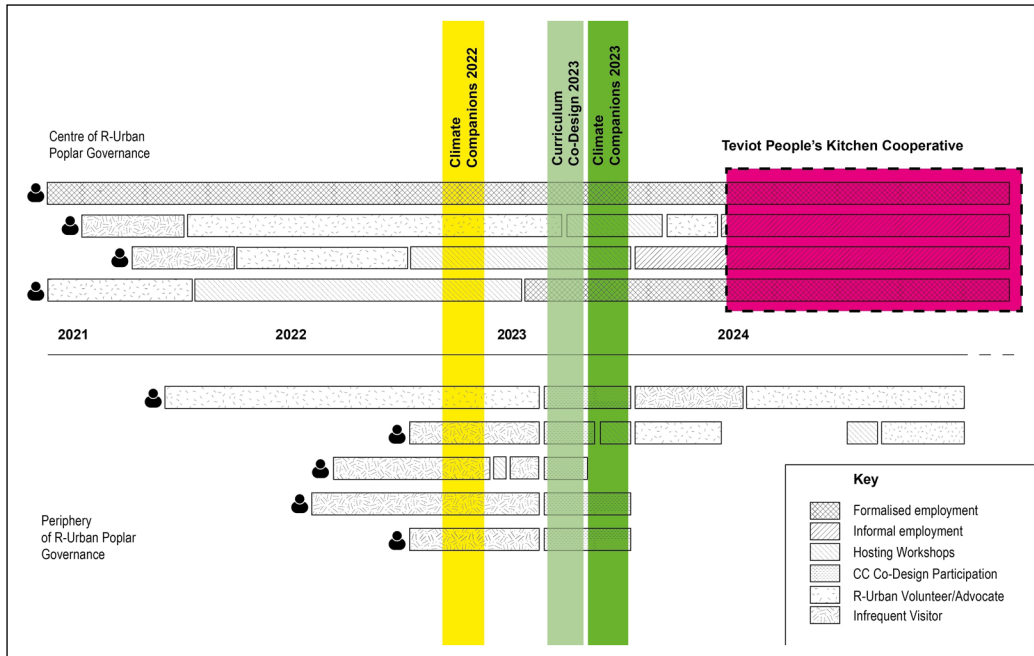 Climate
Companions 2022
Curriculum
Co-Design 2023
Climate
Companions 2023
Centre of R-Urban
Poplar Governance
Teviot People's Kitchen Cooperative
2021
2022
2023
2024
Periphery
of R-Urban Poplar
Governance
Key
Formalised employment
Informal employment
Hosting Workshops
CC Co-Design Participation
R-Urban Volunteer/Advocate
Infrequent Visitor